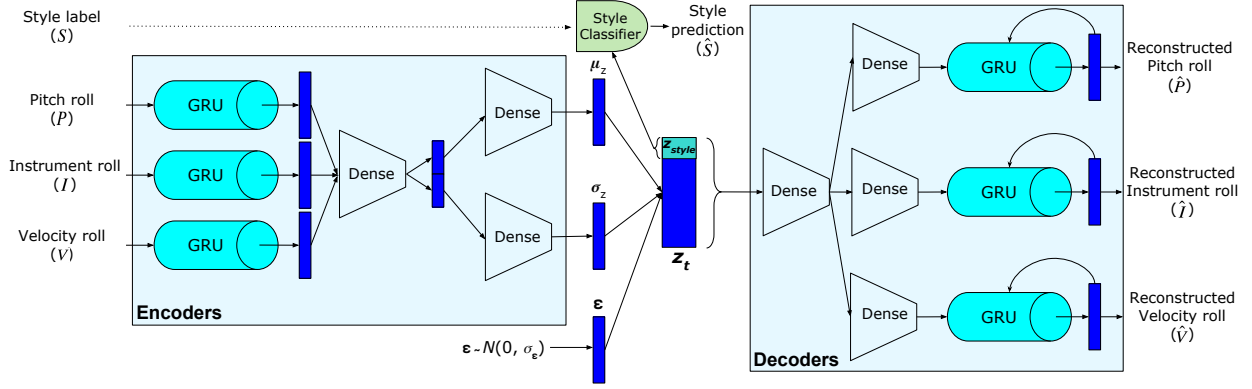 Style label
(S)
Style
Classifier
Style
prediction
(Ŝ)
Pitch roll
(P)
Instrument roll
(I)
Velocity roll
(V)
GRU
GRU
GRU
Dense
Dense
Dense
Encoders
μz
σz
ε
ε~N(0, σε)
zstyle
zt
Dense
Dense
Dense
Dense
GRU
GRU
GRU
Decoders
Reconstructed
Pitch roll
(P̂)
Reconstructed
Instrument roll
(Î)
Reconstructed
Velocity roll
(V̂)